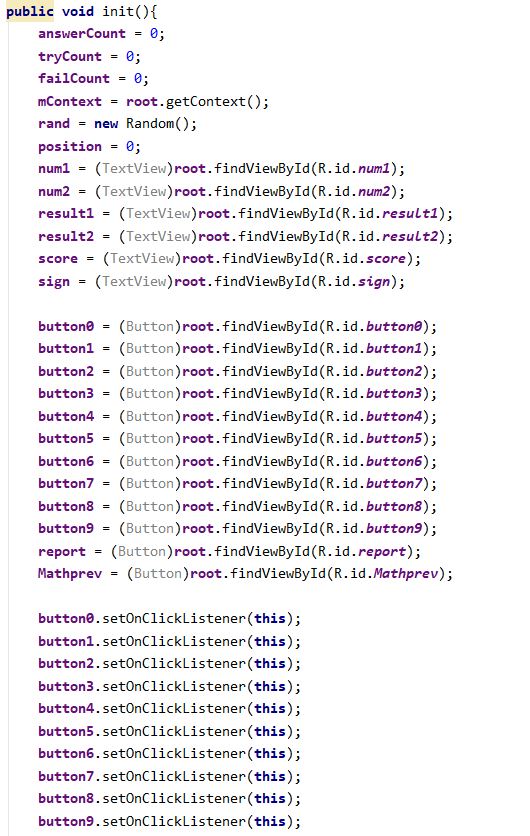 public void init(){
answerCount = 0;
tryCount = 0;
failCount = 0;
mContext = root.getContext();
rand = new Random();
position = 0;
num1 = (TextView)root.findViewById(R.id.num1);
num2 = (TextView)root.findViewById(R.id.num2);
result1 = (TextView)root.findViewById(R.id.result1);
result2 = (TextView)root.findViewById(R.id.result2);
score = (TextView)root.findViewById(R.id.score);
sign = (TextView)root.findViewById(R.id.sign);
button0 = (Button)root.findViewById(R.id.button0);
button1 = (Button)root.findViewById(R.id.button1);
button2 = (Button)root.findViewById(R.id.button2);
button3 = (Button)root.findViewById(R.id.button3);
button4 = (Button)root.findViewById(R.id.button4);
button5 = (Button)root.findViewById(R.id.button5);
button6 = (Button)root.findViewById(R.id.button6);
button7 = (Button)root.findViewById(R.id.button7);
button8 = (Button)root.findViewById(R.id.button8);
button9 = (Button)root.findViewById(R.id.button9);
report = (Button)root.findViewById(R.id.report);
Mathprev = (Button)root.findViewById(R.id.Mathprev);
button0.setOnClickListener(this);
button1.setOnClickListener(this);
button2.setOnClickListener(this);
button3.setOnClickListener(this);
button4.setOnClickListener(this);
button5.setOnClickListener(this);
button6.setOnClickListener(this);
button7.setOnClickListener(this);
button8.setOnClickListener(this);
button9.setOnClickListener(this);